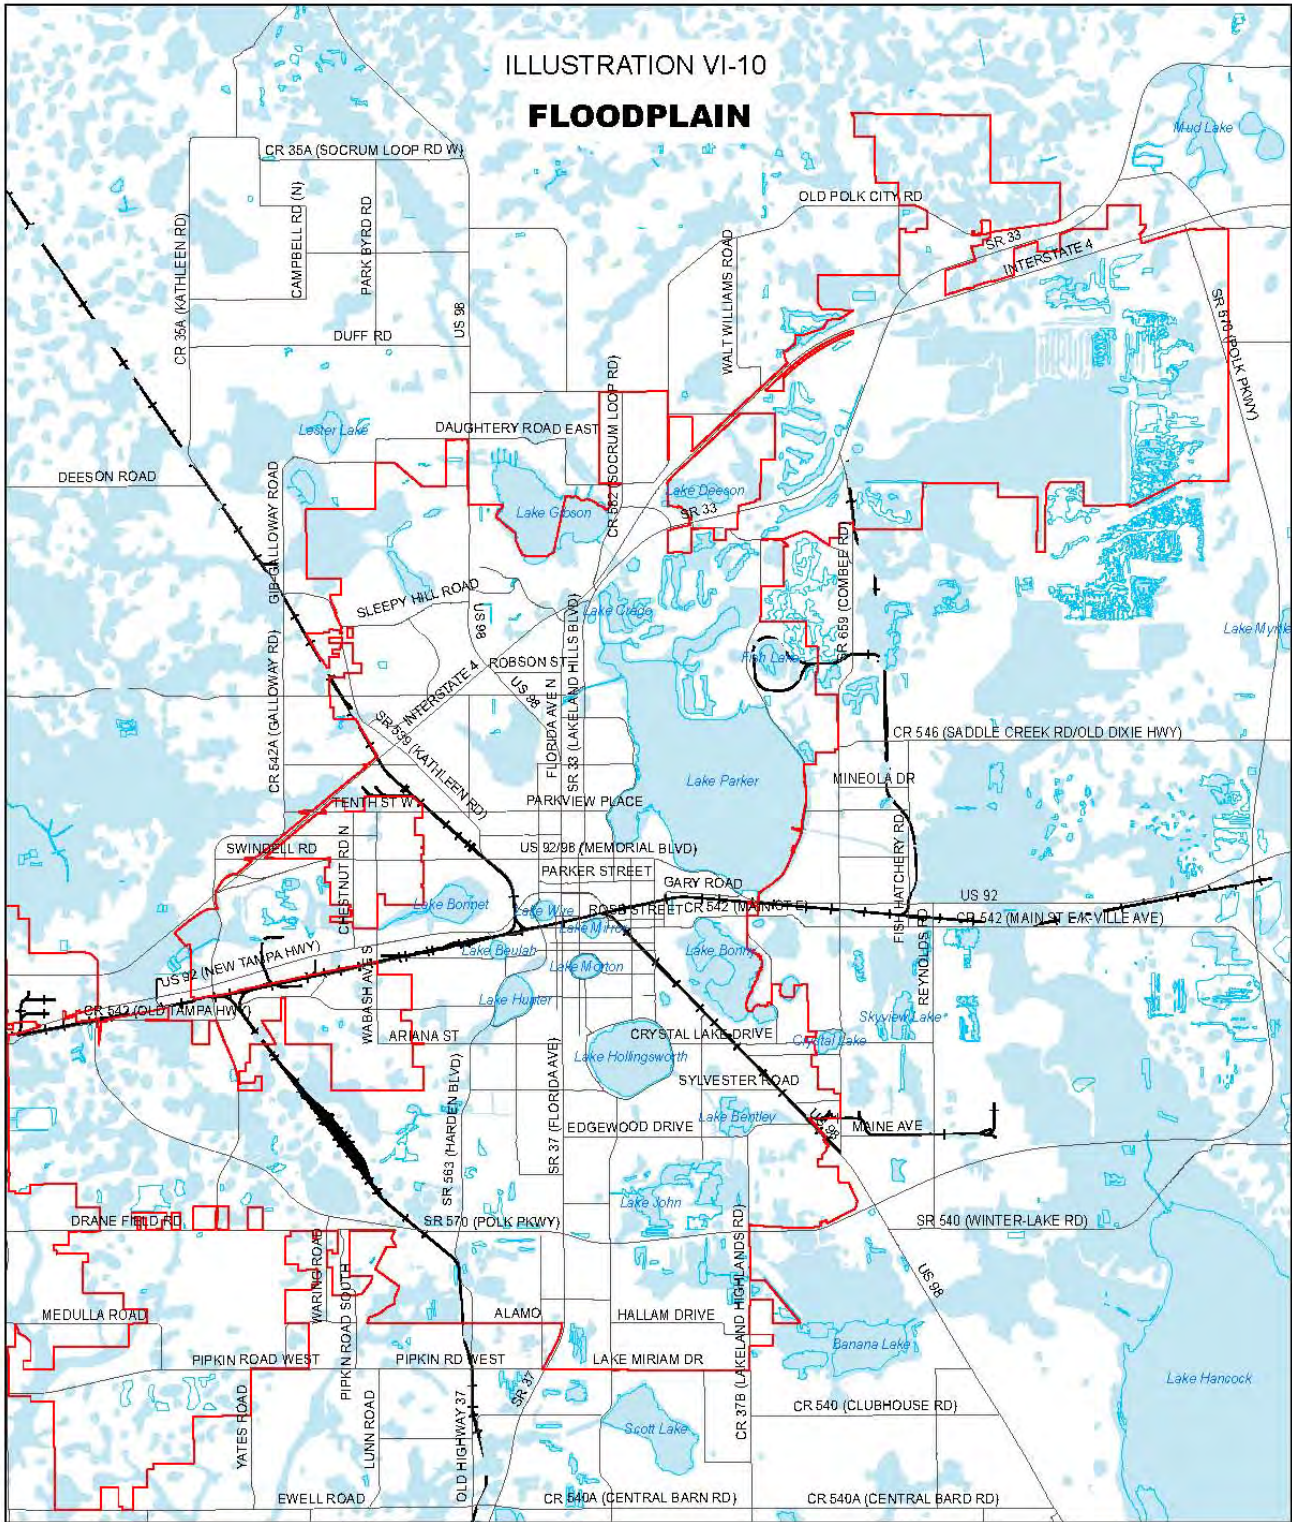 ILLUSTRATION VI-10
FLOODPLAIN
Mud Lake
CR 35A (SOCRUM LOOP RD W)
OLD POLK CITY RD
CAMPBELL RD (N)
PARK BYRD RD
CR 35A (KATHLEEN RD)
WALT WILLIAMS ROAD
SR 33
INTERSTATE 4
SR 570 (POLK PKWY)
US 98
DUFF RD
CR 582 (SOCRUM LOOP RD)
Lester Lake
DAUGHTERY ROAD EAST
DEESON ROAD
GIB-GALLOWAY ROAD
Lake Gibson
Lake Deeson
SR 33
SLEEPY HILL ROAD
US 98
Lake Crago
SR 659 (COMBEE RD)
Lake Myrtle
Fish Lake
ROBSON ST
INTERSTATE 4
US 98
CR 542A (GALLOWAY RD)
SR 539 (KATHLEEN RD)
FLORIDA AVE N
SR 33 (LAKELAND HILLS BLVD)
CR 546 (SADDLE CREEK RD/OLD DIXIE HWY)
Lake Parker
MINEOLA DR
TENTH ST W
PARKVIEW PLACE
SWINDELL RD
CHESTNUT RD N
US 92/98 (MEMORIAL BLVD)
PARKER STREET
FISH HATCHERY RD
GARY ROAD
US 92
Lake Bonnet
Lake Wire
ROSE STREET
CR 542 (MAIN ST E)
CR 542 (MAIN ST E/K-VILLE AVE)
Lake Mirror
REYNOLDS RD
US 92 (NEW TAMPA HWY)
WABASH AVE S
Lake Beulah
Lake Bonny
Lake Morton
CR 542 (OLD TAMPA HWY)
Lake Hunter
Skyview Lake
ARIANA ST
CRYSTAL LAKE DRIVE
Crystal Lake
Lake Hollingsworth
SYLVESTER ROAD
SR 563 (HARDEN BLVD)
SR 37 (FLORIDA AVE)
Lake Bentley
EDGEWOOD DRIVE
US 98
MAINE AVE
Lake John
DRANE FIELD RD
SR 570 (POLK PKWY)
SR 540 (WINTER-LAKE RD)
WARING ROAD
PIPKIN ROAD SOUTH
CR 37B (LAKELAND HIGHLANDS RD)
US 98
MEDULLA ROAD
ALAMO
HALLAM DRIVE
Banana Lake
PIPKIN ROAD WEST
PIPKIN RD WEST
LAKE MIRIAM DR
SR 37
Lake Hancock
YATES ROAD
LUNN ROAD
OLD HIGHWAY 37
CR 540 (CLUBHOUSE RD)
Scott Lake
EWELL ROAD
CR 540A (CENTRAL BARN RD)
CR 540A (CENTRAL BARD RD)